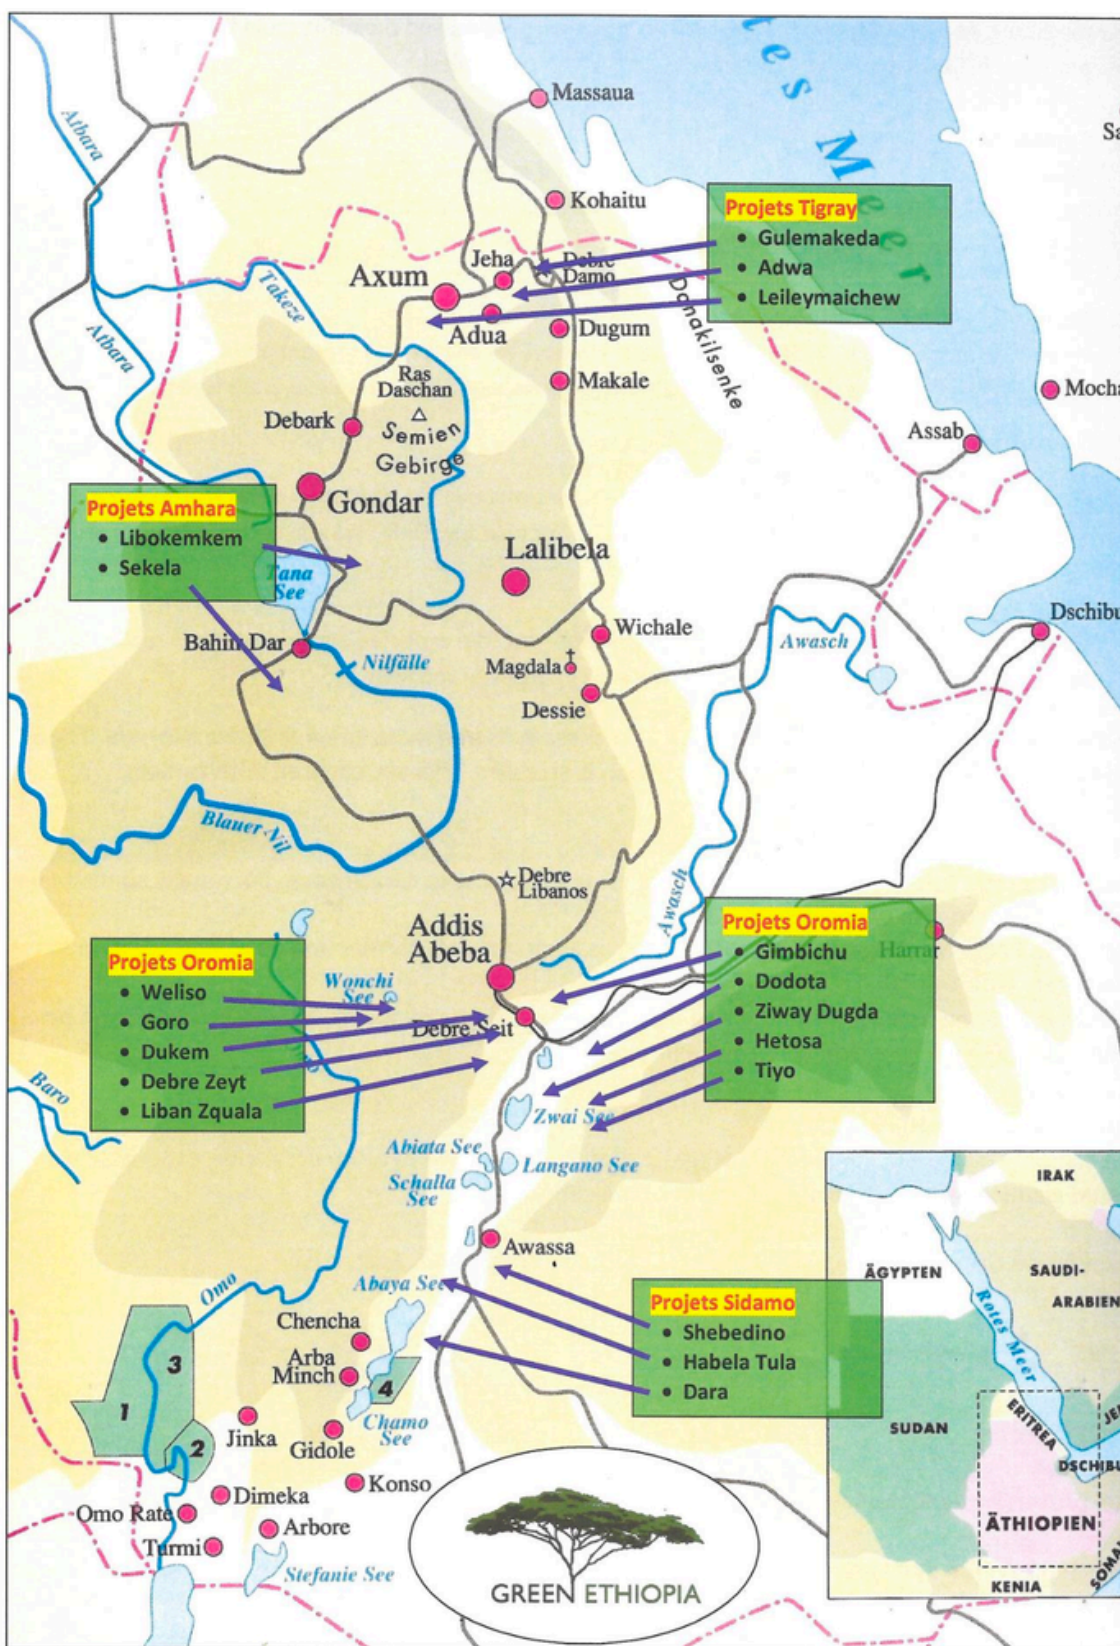 Atbara
Massaua
tes Meer
Kohaitu
Projets Tigray
• Gulemakeda
• Adwa
• Leileymaichew
Jeha
Debre
Damo
Axum
Takeze
Adua
Dugum
Danakilsenke
Atbara
Ras
Daschan
Makale
Debark
Semien
Gebirge
Assab
Gondar
Projets Amhara
• Libokemkem
• Sekela
Lalibela
Tana
See
Bahir Dar
Wichale
Awasch
Nilfälle
Magdala
Dessie
Blauer Nil
Debre
Libanos
Awasch
Addis
Abeba
Projets Oromia
• Gimbichu
• Dodota
• Ziway Dugda
• Hetosa
• Tiyo
Harrar
Projets Oromia
• Weliso
• Goro
• Dukem
• Debre Zeyt
• Liban Zquala
Wonchi
See
Debre Seit
Baro
Zwai See
Abiata See
Langano See
Schalla
See
Awassa
Omo
Abaya See
Projets Sidamo
• Shebedino
• Habela Tula
• Dara
Chencha
Arba
Minch
3
1
4
2
Jinka
Chamo
See
Gidole
Konso
Dimeka
Omo Rate
Arbore
Turmi
Stefanie See
GREEN ETHIOPIA
IRAK
ÄGYPTEN
SAUDI-
ARABIEN
Rotes Meer
SUDAN
ERITREA
ÄTHIOPIEN
KENIA